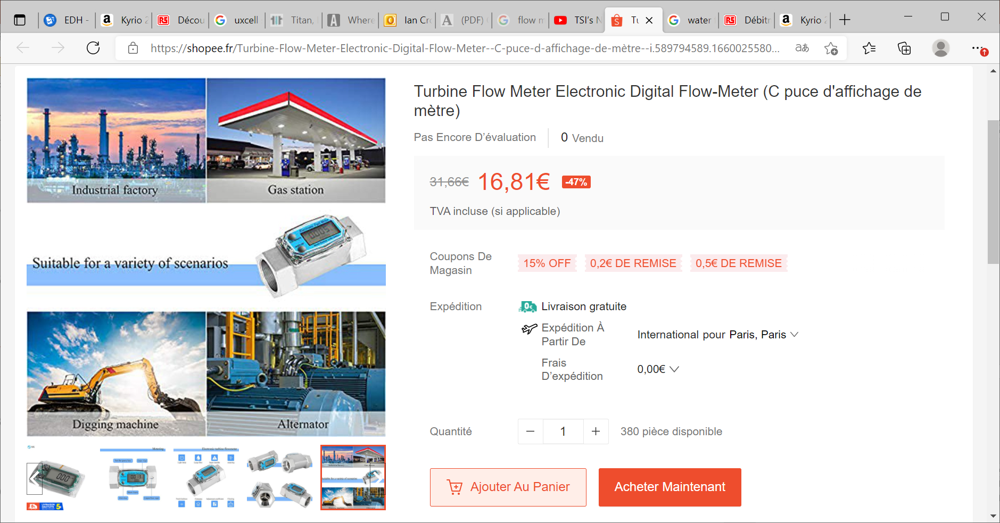 EDH -
Kyrio 2
Décou
uxcell
Titan,
Where
Ian Cro
(PDF)
flow m
TSI's N
Tu
water
Débitr
Kyrio 2
https://shopee.fr/Turbine-Flow-Meter-Electronic-Digital-Flow-Meter--C-puce-d-affichage-de-mètre--i.589794589.1660025580...
Industrial factory
Gas station
Suitable for a variety of scenarios
Digging machine
Alternator
Turbine Flow Meter Electronic Digital Flow-Meter (C puce d'affichage de
mètre)
Pas Encore D’évaluation
0 Vendu
31,66€ 16,81€ -47%
TVA incluse (si applicable)
Coupons De
Magasin
15% OFF
0,2€ DE REMISE
0,5€ DE REMISE
Expédition
Livraison gratuite
Expédition À
Partir De
International pour Paris, Paris
Frais
D’expédition
0,00€
Quantité
1
380 pièce disponible
Ajouter Au Panier
Acheter Maintenant